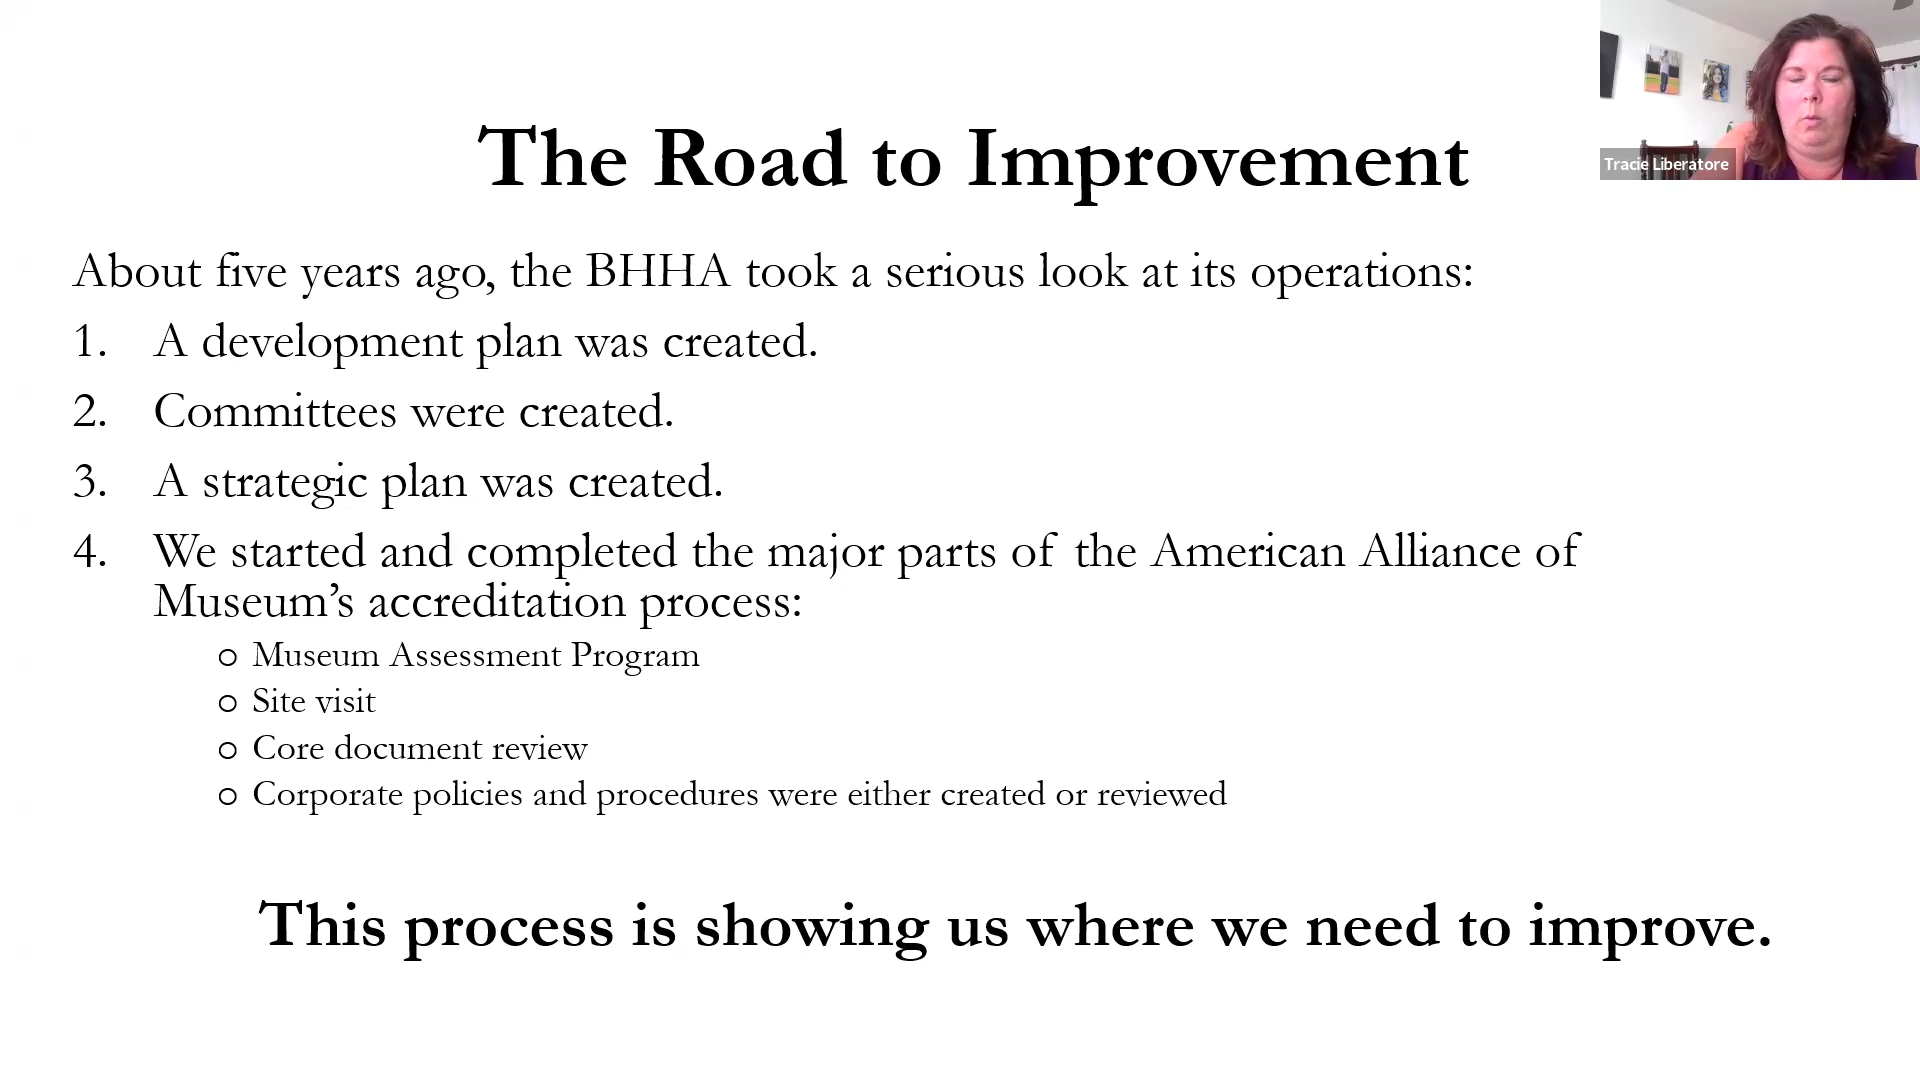 The Road to Improvement
Tracie Liberatore
About five years ago, the BHHA took a serious look at its operations:
1. A development plan was created.
2. Committees were created.
3. A strategic plan was created.
4. We started and completed the major parts of the American Alliance of
Museum’s accreditation process:
o Museum Assessment Program
o Site visit
o Core document review
o Corporate policies and procedures were either created or reviewed
This process is showing us where we need to improve.